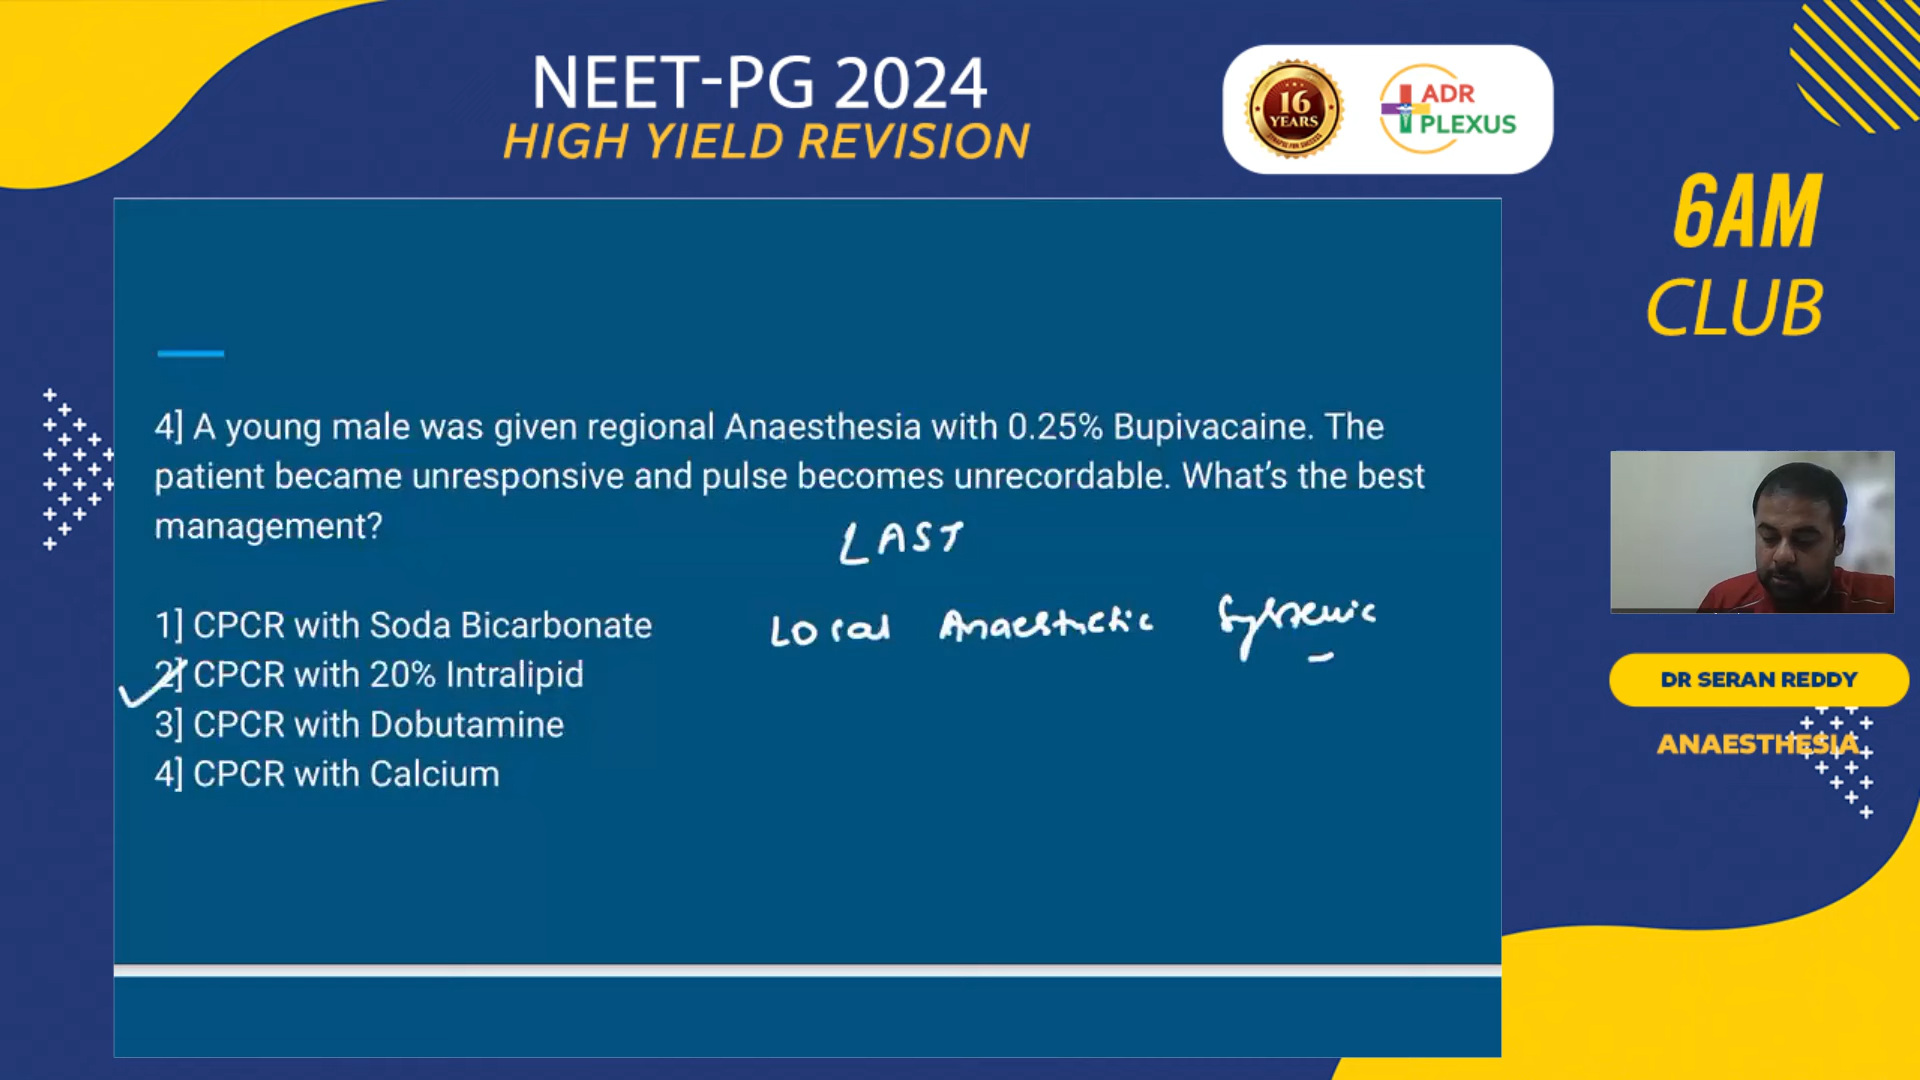 NEET-PG 2024
HIGH YIELD REVISION
16
YEARS
ADR
PLEXUS
6AM
CLUB
4] A young male was given regional Anaesthesia with 0.25% Bupivacaine. The
patient became unresponsive and pulse becomes unrecordable. What's the best
management?
LAST
Local Anaesthetic Systemic
1] CPCR with Soda Bicarbonate
2] CPCR with 20% Intralipid
3] CPCR with Dobutamine
4] CPCR with Calcium
DR SERAN REDDY
ANAESTHESIA